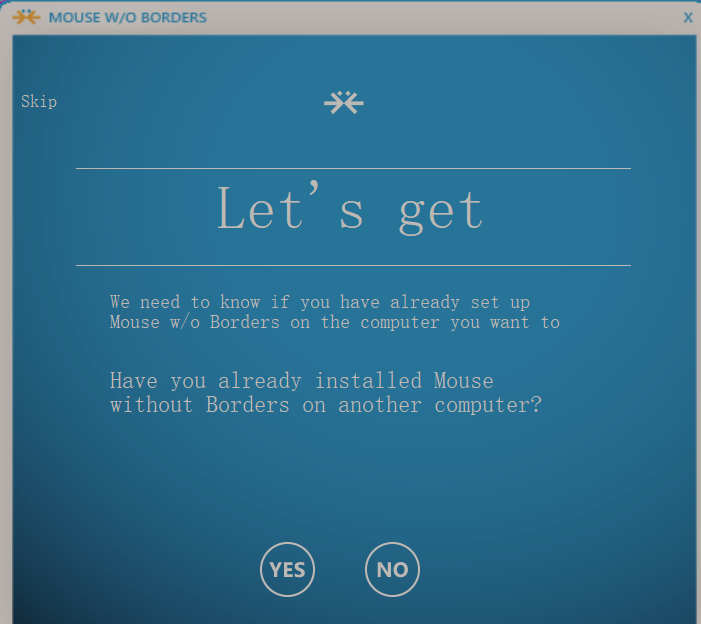 MOUSE W/O BORDERS X
Skip
Let's get
We need to know if you have already set up
Mouse w/o Borders on the computer you want to
Have you already installed Mouse
without Borders on another computer?
YES NO